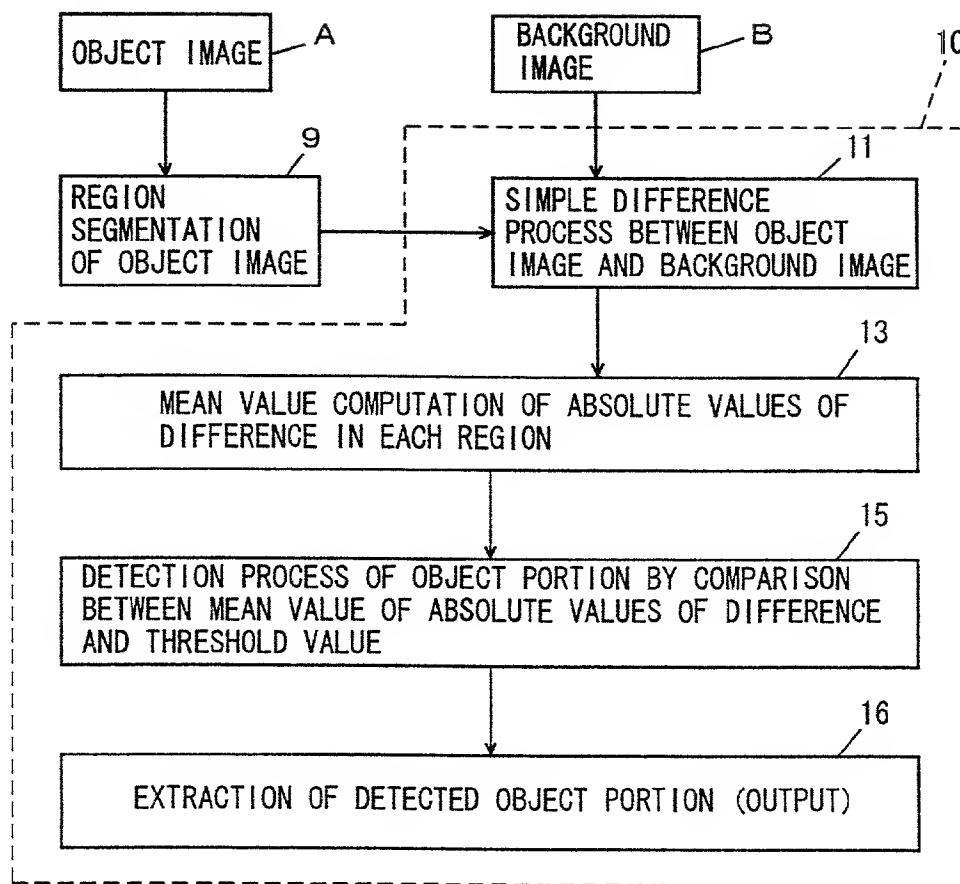 OBJECT IMAGE
A
BACKGROUND
IMAGE
B
10
9
REGION
SEGMENTATION
OF OBJECT IMAGE
11
SIMPLE DIFFERENCE
PROCESS BETWEEN OBJECT
IMAGE AND BACKGROUND IMAGE
13
MEAN VALUE COMPUTATION OF ABSOLUTE VALUES OF
DIFFERENCE IN EACH REGION
15
DETECTION PROCESS OF OBJECT PORTION BY COMPARISON
BETWEEN MEAN VALUE OF ABSOLUTE VALUES OF DIFFERENCE
AND THRESHOLD VALUE
16
EXTRACTION OF DETECTED OBJECT PORTION (OUTPUT)